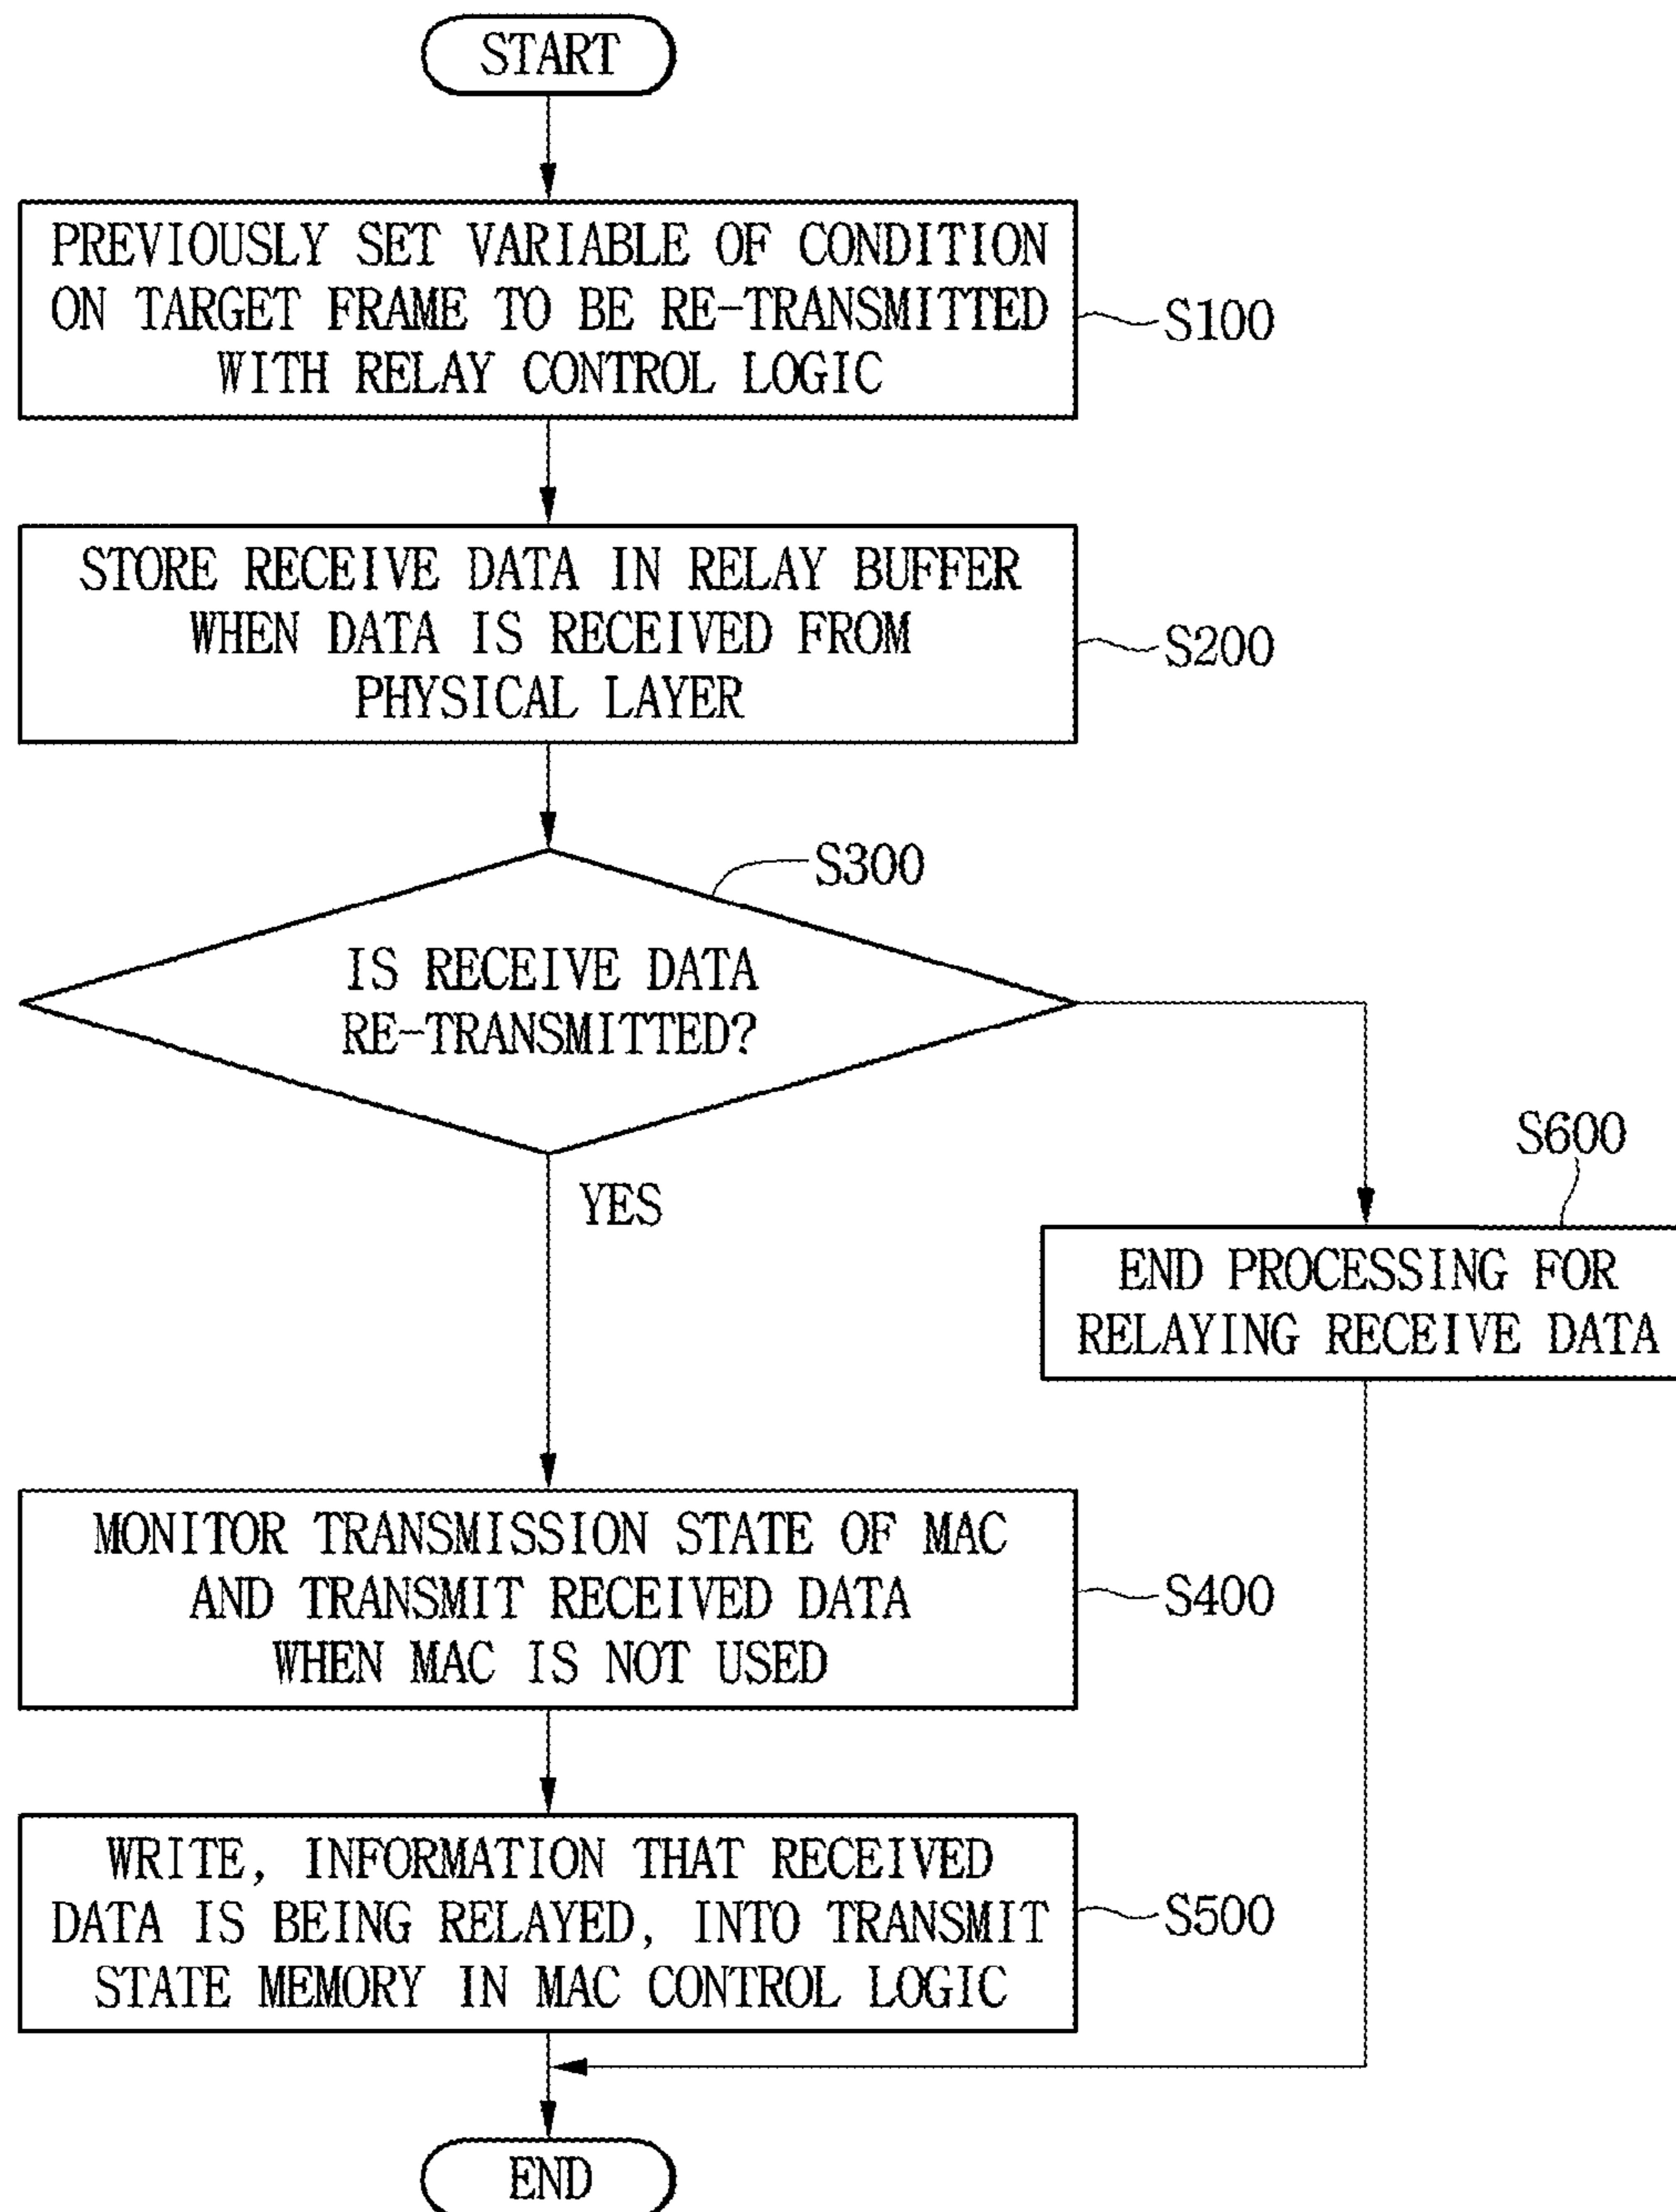 START
PREVIOUSLY SET VARIABLE OF CONDITION
ON TARGET FRAME TO BE RE-TRANSMITTED
WITH RELAY CONTROL LOGIC
S100
STORE RECEIVE DATA IN RELAY BUFFER
WHEN DATA IS RECEIVED FROM
PHYSICAL LAYER
S200
S300
IS RECEIVE DATA
RE-TRANSMITTED?
YES
S600
END PROCESSING FOR
RELAYING RECEIVE DATA
MONITOR TRANSMISSION STATE OF MAC
AND TRANSMIT RECEIVED DATA
WHEN MAC IS NOT USED
S400
WRITE, INFORMATION THAT RECEIVED
DATA IS BEING RELAYED, INTO TRANSMIT
STATE MEMORY IN MAC CONTROL LOGIC
S500
END